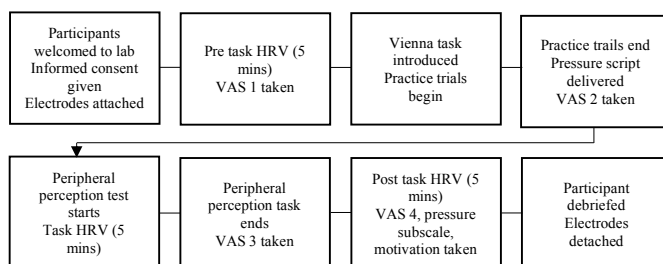 Participants
welcomed to lab
Informed consent
given
Electrodes attached
Pre task HRV (5
mins)
VAS 1 taken
Vienna task
introduced
Practice trials
begin
Practice trails end
Pressure script
delivered
VAS 2 taken
Peripheral
perception test
starts
Task HRV (5
mins)
Peripheral
perception task
ends
VAS 3 taken
Post task HRV (5
mins)
VAS 4, pressure
subscale,
motivation taken
Participant
debriefed
Electrodes
detached